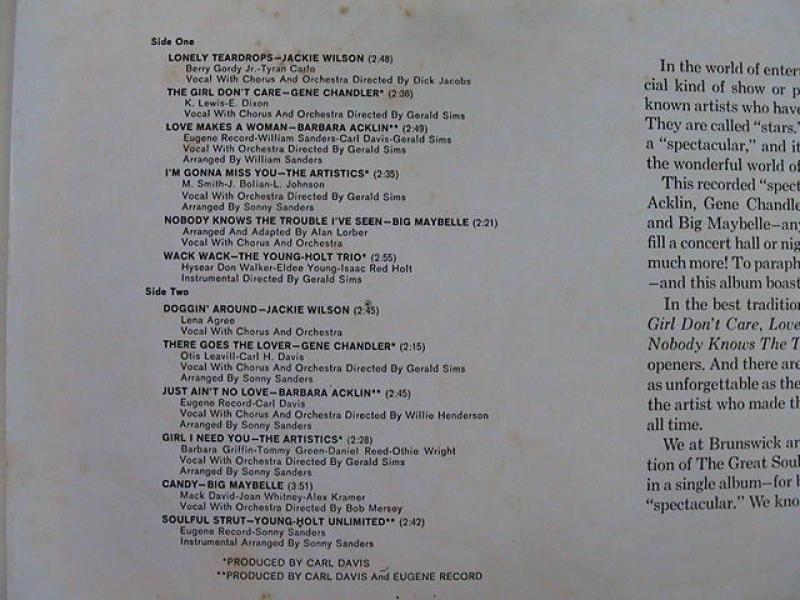 Side One
LONELY TEARDROPS—JACKIE WILSON (2:48)
Berry Gordy Jr.-Tyran Carlo
Vocal With Chorus And Orchestra Directed By Dick Jacobs
THE GIRL DON'T CARE—GENE CHANDLER* (2:36)
K. Lewis-E. Dixon
Vocal With Chorus And Orchestra Directed By Gerald Sims
LOVE MAKES A WOMAN—BARBARA ACKLIN** (2:49)
Eugene Record-William Sanders-Carl Davis-Gerald Sims
Vocal With Orchestra Directed By Gerald Sims
Arranged By William Sanders
I'M GONNA MISS YOU—THE ARTISTICS* (2:35)
M. Smith-J. Bolian-L. Johnson
Vocal With Orchestra Directed By Gerald Sims
Arranged By Sonny Sanders
NOBODY KNOWS THE TROUBLE I'VE SEEN—BIG MAYBELLE (2:21)
Arranged And Adapted By Alan Lorber
Vocal With Chorus And Orchestra
WACK WACK—THE YOUNG-HOLT TRIO* (2:55)
Hysear Don Walker-Eldee Young-Isaac Red Holt
Instrumental Directed By Gerald Sims
Side Two
DOGGIN' AROUND—JACKIE WILSON (2:45)
Lena Agree
Vocal With Chorus And Orchestra
THERE GOES THE LOVER—GENE CHANDLER* (2:15)
Otis Leavill-Carl H. Davis
Vocal With Chorus And Orchestra Directed By Gerald Sims
Arranged By Sonny Sanders
JUST AIN'T NO LOVE—BARBARA ACKLIN** (2:45)
Eugene Record-Carl Davis
Vocal With Chorus And Orchestra Directed By Willie Henderson
Arranged By Sonny Sanders
GIRL I NEED YOU—THE ARTISTICS* (2:28)
Barbara Griffin-Tommy Green-Daniel Reed-Othie Wright
Vocal With Orchestra Directed By Gerald Sims
Arranged By Sonny Sanders
CANDY—BIG MAYBELLE (3:51)
Mack David-Joan Whitney-Alex Kramer
Vocal With Orchestra Directed By Bob Mersey
SOULFUL STRUT—YOUNG-HOLT UNLIMITED** (2:42)
Eugene Record-Sonny Sanders
Instrumental Arranged By Sonny Sanders
*PRODUCED BY CARL DAVIS
**PRODUCED BY CARL DAVIS And EUGENE RECORD
In the world of enter
cial kind of show or p
known artists who have
They are called "stars."
a "spectacular," and it
the wonderful world of
This recorded "spect
Acklin, Gene Chandle
and Big Maybelle—any
fill a concert hall or nig
much more! To paraph
—and this album boast
In the best tradition
Girl Don't Care, Love
Nobody Knows The T
openers. And there are
as unforgettable as the
the artist who made th
all time.
We at Brunswick ar
tion of The Great Soul
in a single album—for b
"spectacular." We kno